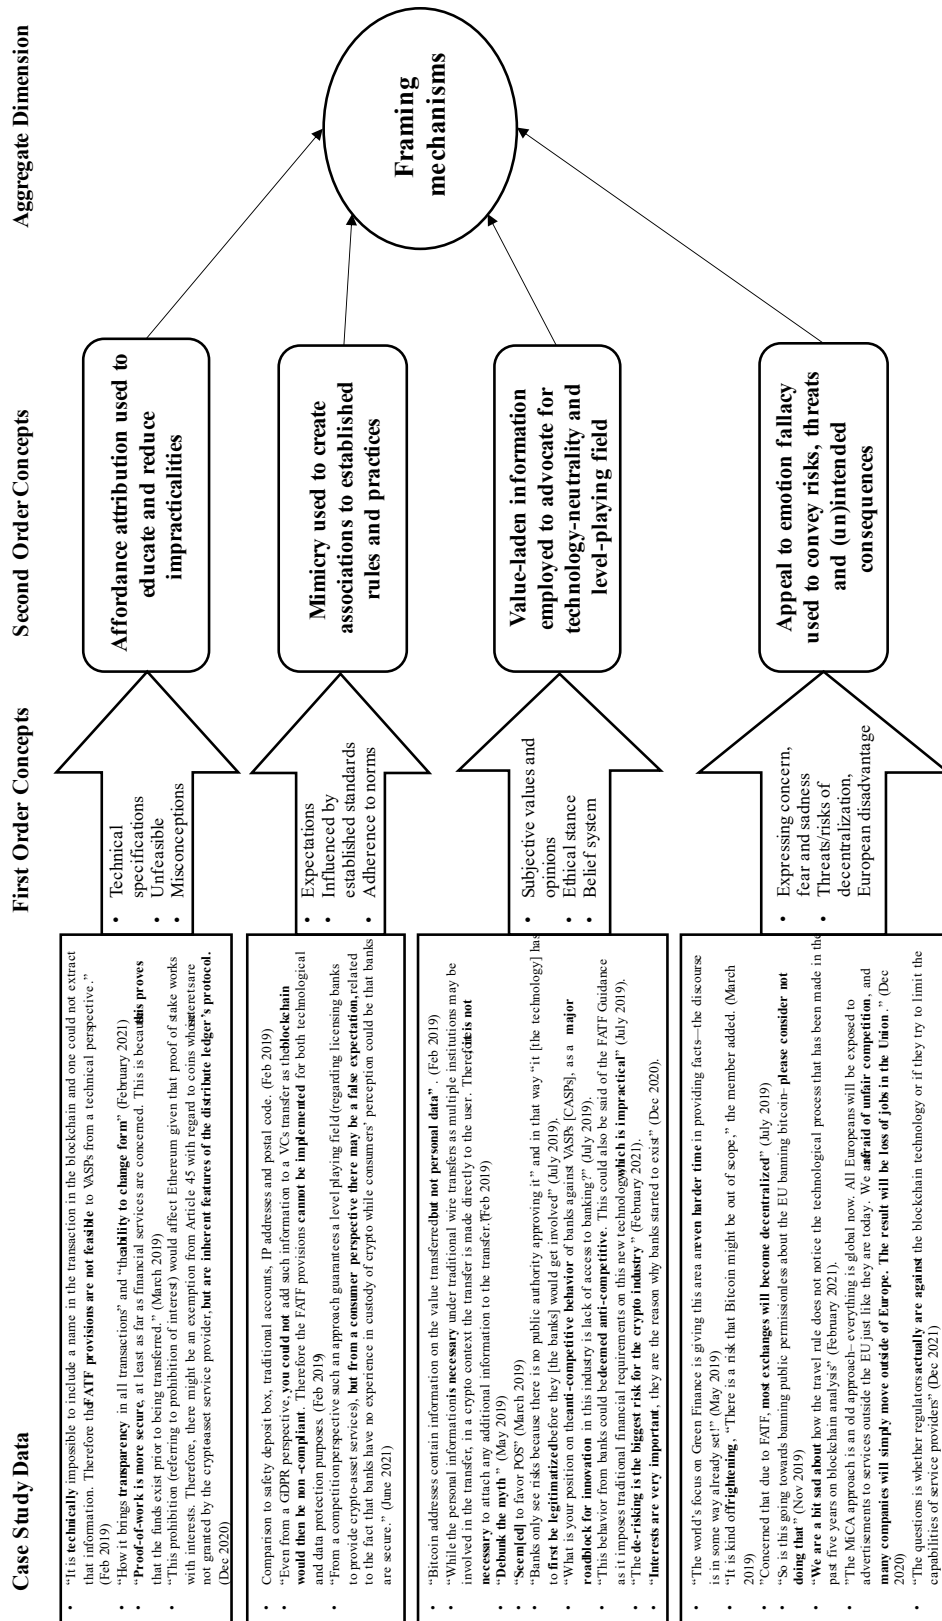 Case Study Data
First Order Concepts
Second Order Concepts
Aggregate Dimension
• “It is technically impossible to include a name in the transaction in the blockchain and one could not extract
that information. Therefore the FATF provisions are not feasible to VASPs from a technical perspective.”
(Feb 2019)
• “How it brings transparency in all transactions” and “the ability to change form” (February 2021)
• “Proof-of-work is more secure, at least as far as financial services are concerned. This is because this proves
that the funds exist prior to being transferred.” (March 2019)
• “This prohibition (referring to prohibition of interest) would affect Ethereum given that proof of stake works
with interests. Therefore, there might be an exemption from Article 45 with regard to coins whose interests are
not granted by the crypto-asset service provider, but are inherent features of the distribute ledger’s protocol.
(Dec 2020)
• Technical
specifications
• Unfeasible
• Misconceptions
Affordance attribution used to
educate and reduce
impracticalities
• Comparison to safety deposit box, traditional accounts, IP addresses and postal code. (Feb 2019)
• “Even from a GDPR perspective, you could not add such information to a VCs transfer as the blockchain
would then be non-compliant. Therefore the FATF provisions cannot be implemented for both technological
and data protection purposes. (Feb 2019)
• “From a competition perspective such an approach guarantees a level playing field (regarding licensing banks
to provide crypto-asset services), but from a consumer perspective there may be a false expectation, related
to the fact that banks have no experience in custody of crypto while consumers’ perception could be that banks
are secure.” (June 2021)
• Expectations
• Influenced by
established standards
• Adherence to norms
Mimicry used to create
association to established
rules and practices
• “Bitcoin addresses contain information on the value transferred but not personal data” . (Feb 2019)
• “While the personal information is necessary under traditional wire transfers as multiple institutions may be
involved in the transfer, in a crypto context the transfer is made directly to the user. Therefore it is not
necessary to attach any additional information to the transfer. (Feb 2019)
• “Debunk the myth” (May 2019)
• “Seem[ed] to favor POS” (March 2019)
• “Banks only see risks because there is no public authority approving it” and in that way “it [the technology] has
to first be legitimatized before they [the banks] would get involved” (July 2019).
• “What is your position on the anti-competitive behavior of banks against VASPs [CASPs], as a major
roadblock for innovation in this industry is lack of access to banking?” (July 2019).
• “This behavior from banks could be deemed anti-competitive. This could also be said of the FATF Guidance
as it imposes traditional financial requirements on this new technology which is impractical” (July 2019).
• “The de-risking is the biggest risk for the crypto industry” (February 2021).
• “Interests are very important, they are the reason why banks started to exist” (Dec 2020).
• Subjective values and
opinions
• Ethical stance
• Belief system
Value-laden information
employed to advocate for
technology-neutrality and
level-playing field
• “The world’s focus on Green Finance is giving this area an even harder time in providing facts—the discourse
is in some way already set!” (May 2019)
• “It is kind of frightening, “There is a risk that Bitcoin might be out of scope,” the member added. (March
2019)
• “Concerned that due to FATF, most exchanges will become decentralized” (July 2019)
• “So is this going towards banning public permissionless about the EU banning bitcoin- please consider not
doing that” (Nov 2019)
• “We are a bit sad about how the travel rule does not notice the technological process that has been made in the
past five years on blockchain analysis” (February 2021).
• “The MiCA approach is an old approach– everything is global now. All Europeans will be exposed to
advertisements to services outside the EU just like they are today. We are afraid of unfair competition, and
many companies will simply move outside of Europe. The result will be loss of jobs in the Union.” (Dec
2020)
• “The questions is whether regulators actually are against the blockchain technology or if they try to limit the
capabilities of service providers” (Dec 2021)
• Expressing concern,
fear and sadness
• Threats/risks of
decentralization,
European disadvantage
Appeal to emotion fallacy
used to convey risks, threats
and (un)intended
consequences
Framing
mechanisms